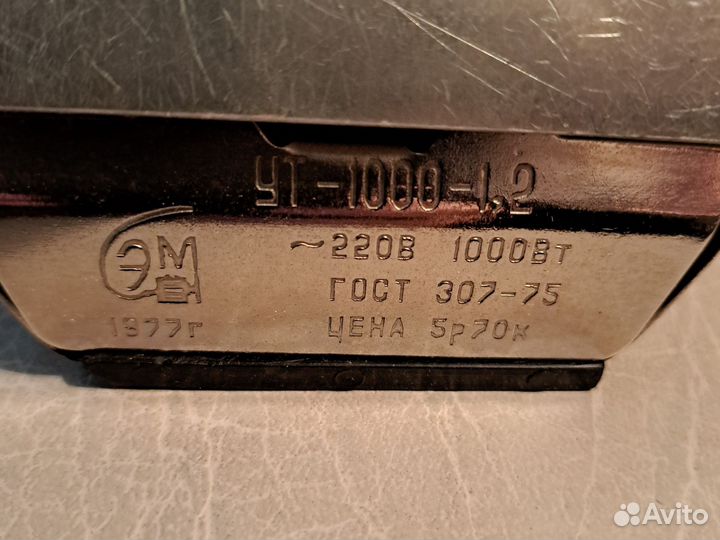 УТ-1000-1,2
ЭМ
~220В 1000Вт
ГОСТ 307-75
1977г
ЦЕНА 5р70к
Avito